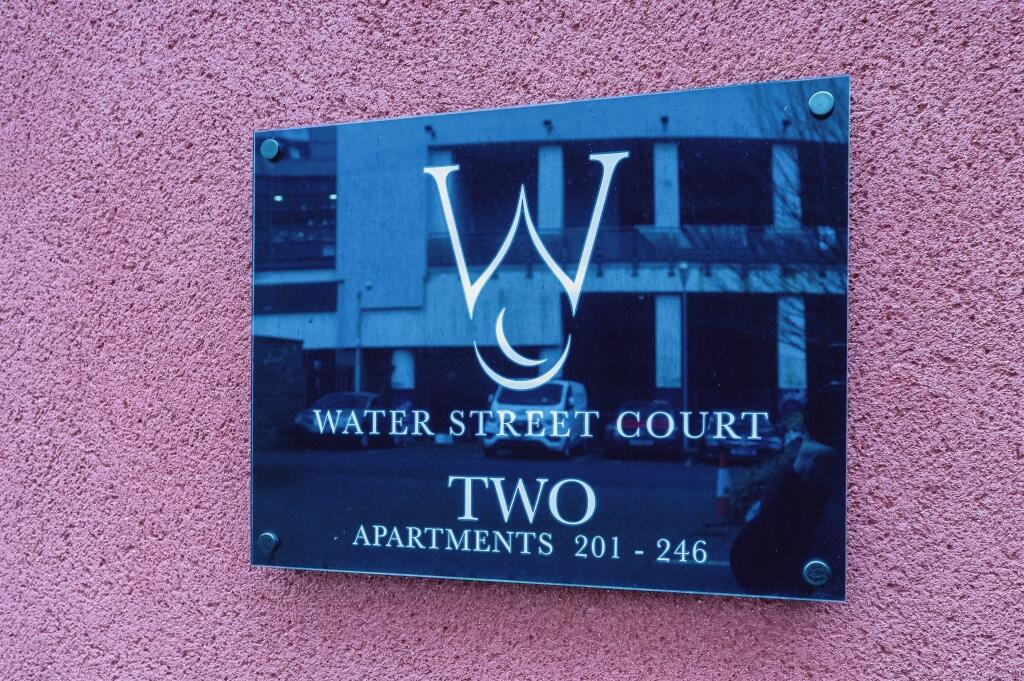 W
WATER STREET COURT
TWO
APARTMENTS 201 - 246